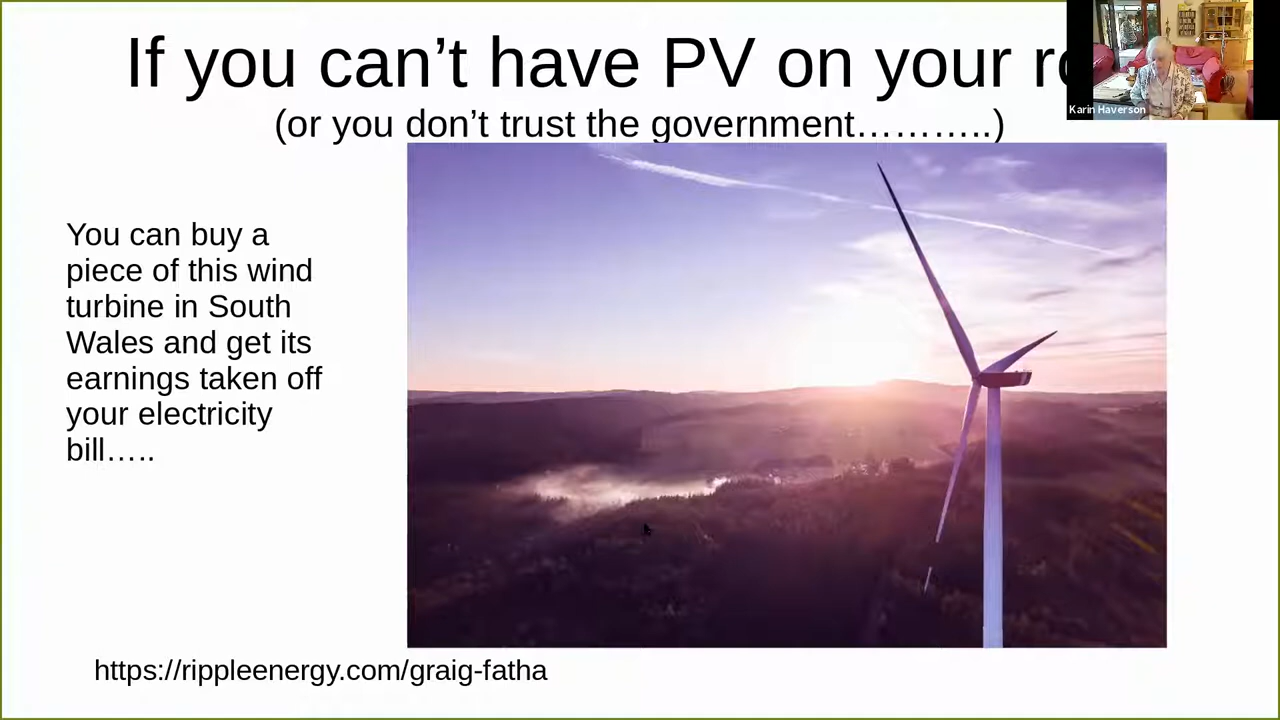 If you can’t have PV on your
(or you don’t trust the government………..)
Karin Haverson
You can buy a
piece of this wind
turbine in South
Wales and get its
earnings taken off
your electricity
bill…..
https://rippleenergy.com/graig-fatha